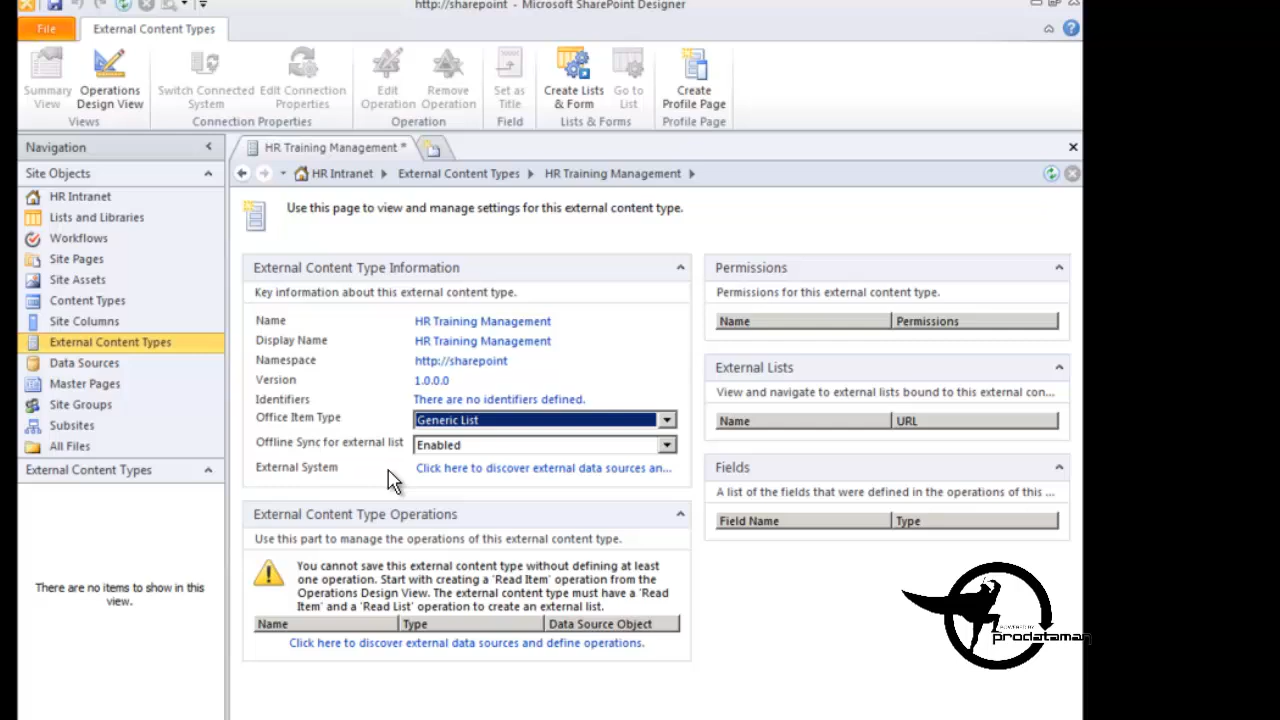 http://sharepoint - Microsoft SharePoint Designer
File
External Content Types
Summary View
Operations Design View
Switch Connected System
Edit Connection Properties
Edit Operation
Remove Operation
Set as Title
Create Lists & Form
Go to List
Create Profile Page
Views
Connection Properties
Operation
Field
Lists & Forms
Profile Page
Navigation
HR Training Management *
Site Objects
HR Intranet
External Content Types
HR Training Management
HR Intranet
Lists and Libraries
Workflows
Site Pages
Site Assets
Content Types
Site Columns
External Content Types
Data Sources
Master Pages
Site Groups
Subsites
All Files
External Content Types
There are no items to show in this
view.
Use this page to view and manage settings for this external content type.
External Content Type Information
Key information about this external content type.
Name HR Training Management
Display Name HR Training Management
Namespace http://sharepoint
Version 1.0.0.0
Identifiers There are no identifiers defined.
Office Item Type Generic List
Offline Sync for external list Enabled
External System Click here to discover external data sources an...
External Content Type Operations
Use this part to manage the operations of this external content type.
You cannot save this external content type without defining at least
one operation. Start with creating a 'Read Item' operation from the
Operations Design View. The external content type must have a 'Read
Item' and a 'Read List' operation to create an external list.
Name Type Data Source Object
Click here to discover external data sources and define operations.
Permissions
Permissions for this external content type.
Name Permissions
External Lists
View and navigate to external lists bound to this external con...
Name URL
Fields
A list of the fields that were defined in the operations of this ...
Field Name Type
POWERED BY
prodataman